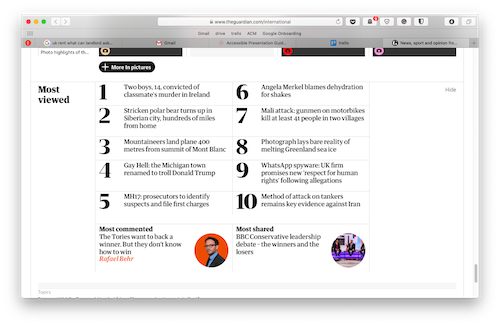 www.theguardian.com/international
Gmail drive Trello ACM Google Onboarding
uk rent what can landlord ask...
Gmail
Accessible Presentation Guid...
trello
News, sport and opinion fro...
Photo highlights of th...
+ More In pictures
Most
viewed
Hide
1 Two boys, 14, convicted of
classmate's murder in Ireland
2 Stricken polar bear turns up in
Siberian city, hundreds of miles
from home
3 Mountaineers land plane 400
metres from summit of Mont Blanc
4 Gay Hell: the Michigan town
renamed to troll Donald Trump
5 MH17: prosecutors to identify
suspects and file first charges
6 Angela Merkel blames dehydration
for shakes
7 Mali attack: gunmen on motorbikes
kill at least 41 people in two villages
8 Photograph lays bare reality of
melting Greenland sea ice
9 WhatsApp spyware: UK firm
promises new 'respect for human
rights' following allegations
10 Method of attack on tankers
remains key evidence against Iran
Most commented
The Tories want to back a
winner. But they don't know
how to win
Rafael Behr
Most shared
BBC Conservative leadership
debate - the winners and the
losers
Topics